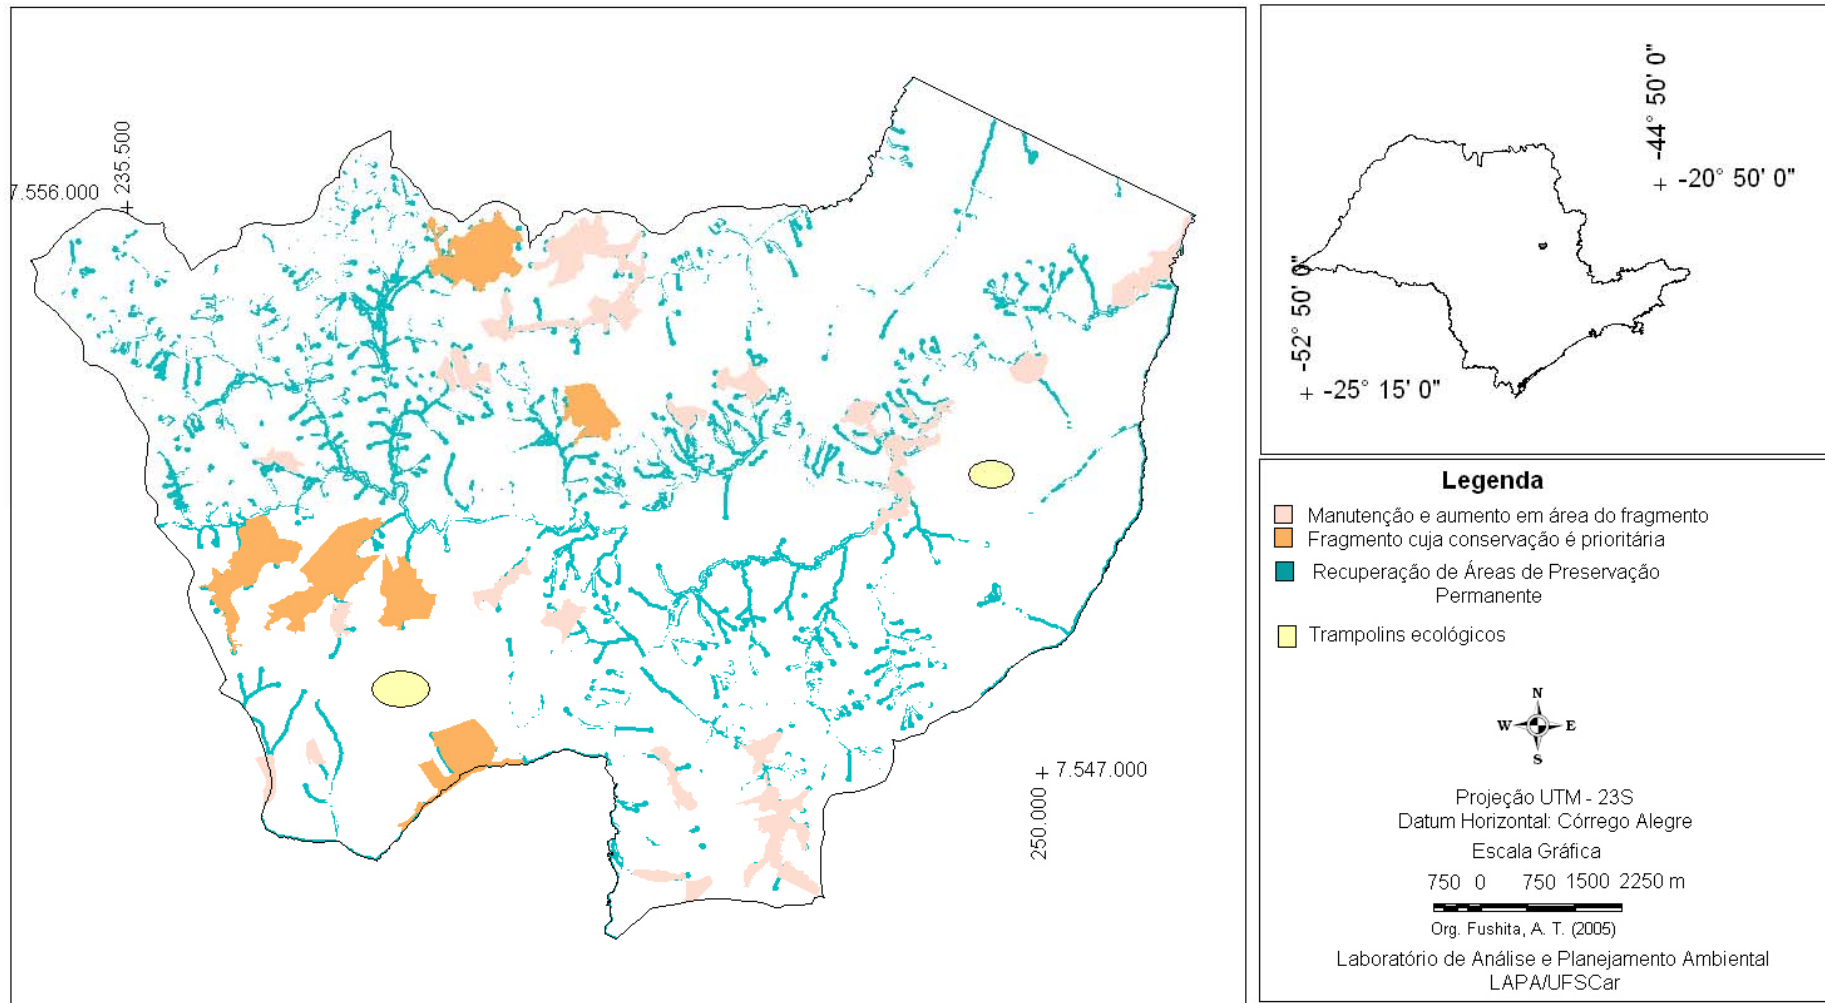 7.556.000
235.500
7.547.000
250.000
-44° 50' 0"
-20° 50' 0"
-52° 50' 0"
-25° 15' 0"
Legenda
Manutenção e aumento em área do fragmento
Fragmento cuja conservação é prioritária
Recuperação de Áreas de Preservação
Permanente
Trampolins ecológicos
N
W E
S
Projeção UTM - 23S
Datum Horizontal: Córrego Alegre
Escala Gráfica
750 0 750 1500 2250 m
Org. Fushita, A. T. (2005)
Laboratório de Análise e Planejamento Ambiental
LAPA/UFSCar